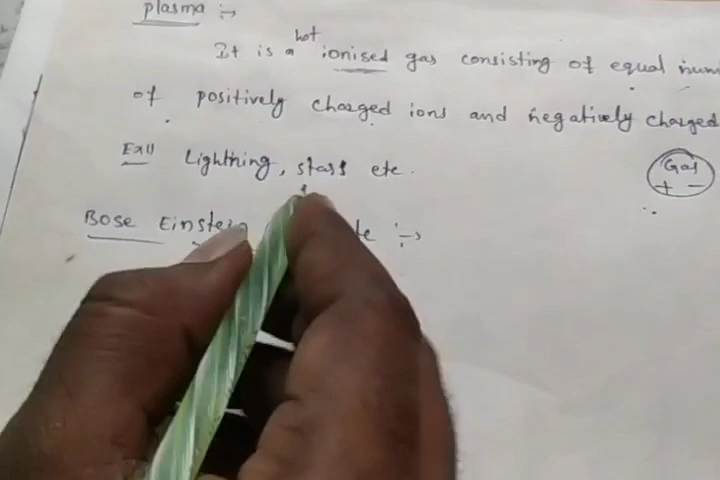 plasma :→
It is a hot ionised gas consisting of equal
of positively charged ions and negatively charged
Ex:// Lightning, stars etc.
Gas
+ −
Bose Einstein :→